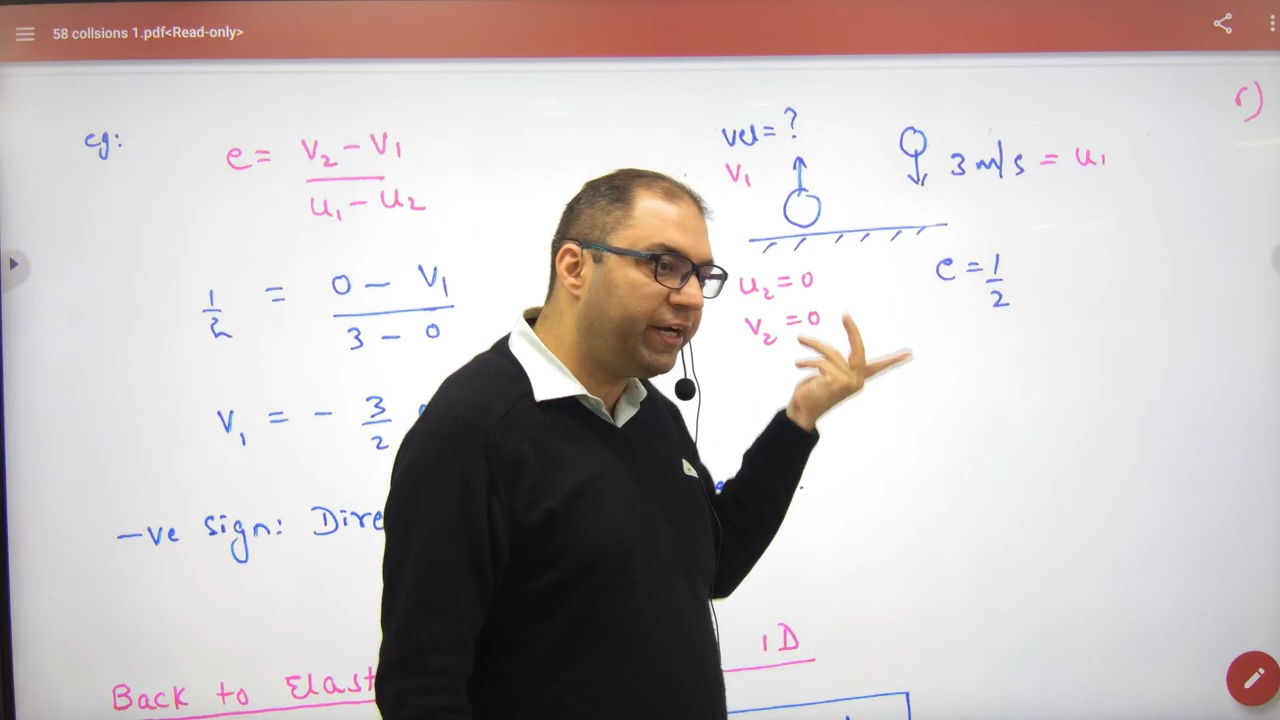 58 collsions 1.pdf<Read-only>
eg:
e = V₂ - V₁ / u₁ - u₂
1/2 = 0 - V₁ / 3 - 0
V₁ = - 3/2
-ve sign: Dire
vel = ?
V₁
3 m/s = u₁
u₂ = 0
V₂ = 0
e = 1/2
r)
Back to Elast
1D